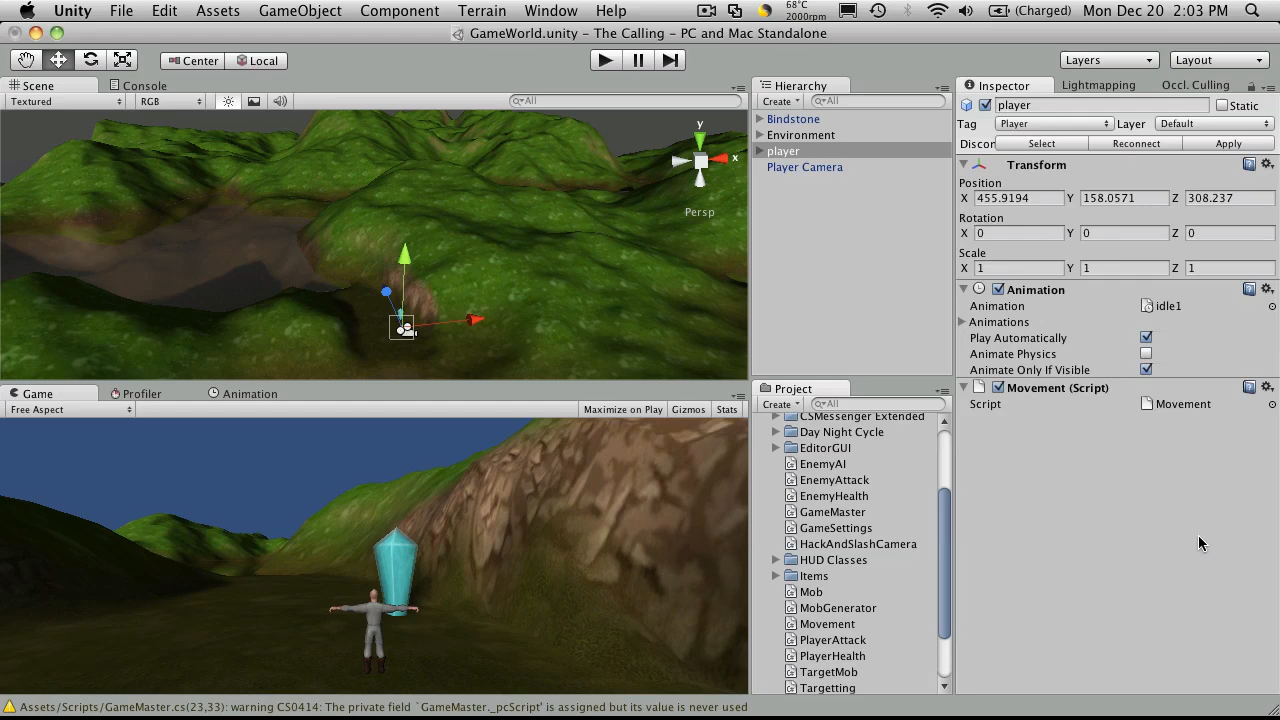 Unity File Edit Assets GameObject Component Terrain Window Help 68°C 2000rpm (Charged) Mon Dec 20 2:03 PM
GameWorld.unity – The Calling – PC and Mac Standalone
Center Local Layers Layout
Scene Console
Textured RGB All
y
x
Persp
Game Profiler Animation
Free Aspect Maximize on Play Gizmos Stats
Hierarchy
Create All
Bindstone
Environment
player
Player Camera
Project
Create All
CSMessenger Extended
Day Night Cycle
EditorGUI
EnemyAI
EnemyAttack
EnemyHealth
GameMaster
GameSettings
HackAndSlashCamera
HUD Classes
Items
Mob
MobGenerator
Movement
PlayerAttack
PlayerHealth
TargetMob
Targetting
Inspector Lightmapping Occl. Culling
player Static
Tag Player Layer Default
Discor Select Reconnect Apply
Transform
Position
X 455.9194 Y 158.0571 Z 308.237
Rotation
X 0 Y 0 Z 0
Scale
X 1 Y 1 Z 1
Animation
Animation idle1
Animations
Play Automatically
Animate Physics
Animate Only If Visible
Movement (Script)
Script Movement
Assets/Scripts/GameMaster.cs(23,33): warning CS0414: The private field `GameMaster._pcScript' is assigned but its value is never used